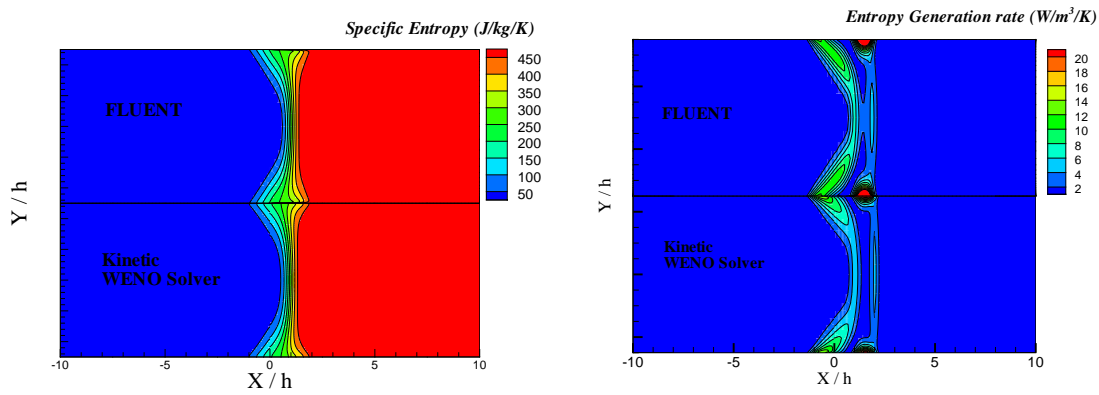 Specific Entropy (J/kg/K)
450
400
350
300
250
200
150
100
50
FLUENT
Kinetic
WENO Solver
Y / h
-10
-5
0
5
10
X / h
Entropy Generation rate (W/m³/K)
20
18
16
14
12
10
8
6
4
2
FLUENT
Kinetic
WENO Solver
Y / h
-10
-5
0
5
10
X / h